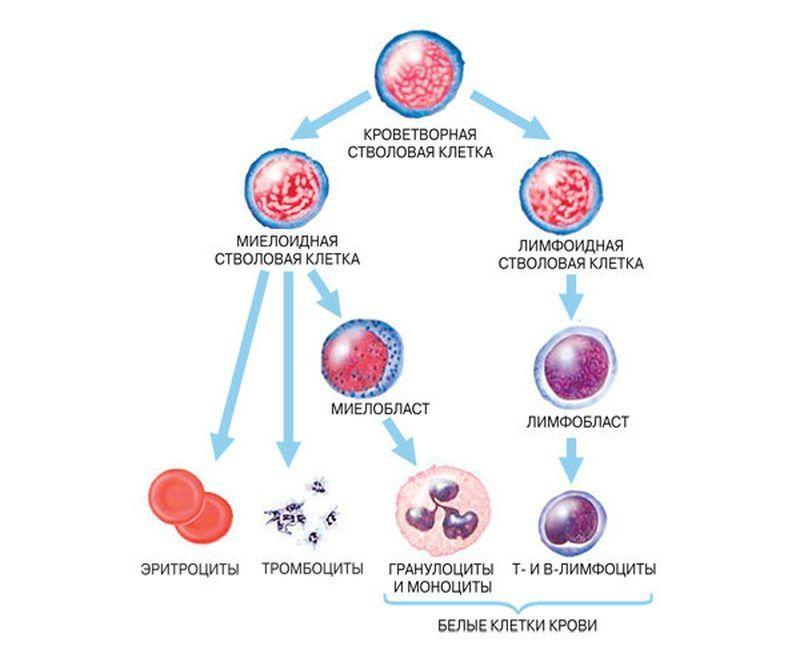 КРОВЕТВОРНАЯ
СТВОЛОВАЯ КЛЕТКА
МИЕЛОИДНАЯ
СТВОЛОВАЯ КЛЕТКА
ЛИМФОИДНАЯ
СТВОЛОВАЯ КЛЕТКА
МИЕЛОБЛАСТ
ЛИМФОБЛАСТ
ЭРИТРОЦИТЫ
ТРОМБОЦИТЫ
ГРАНУЛОЦИТЫ
И МОНОЦИТЫ
Т- И В-ЛИМФОЦИТЫ
БЕЛЫЕ КЛЕТКИ КРОВИ